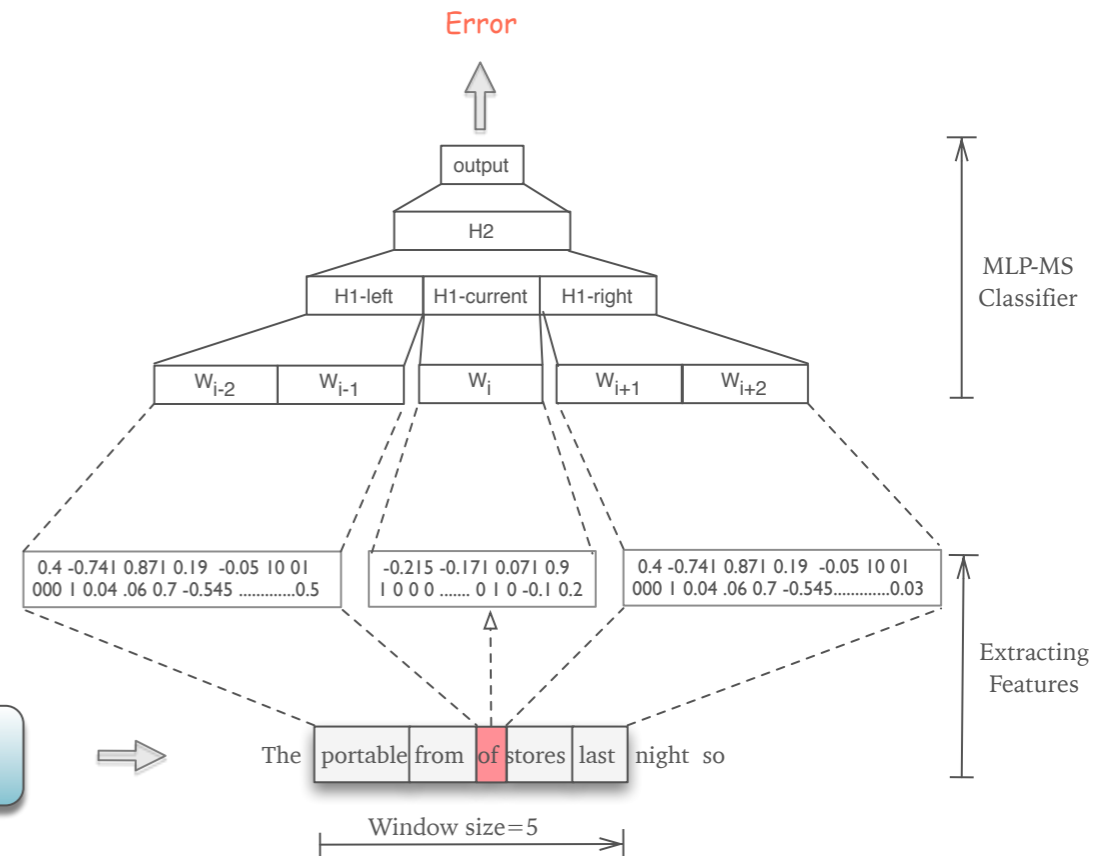 Error
output
H2
H1-left H1-current H1-right
MLP-MS
Classifier
Wi-2 Wi-1 Wi Wi+1 Wi+2
0.4 -0.741 0.871 0.19 -0.05 10 01
000 1 0.04 .06 0.7 -0.545 .............0.5
-0.215 -0.171 0.071 0.9
1 0 0 0 ....... 0 1 0 -0.1 0.2
0.4 -0.741 0.871 0.19 -0.05 10 01
000 1 0.04 .06 0.7 -0.545.............0.03
Extracting
Features
The portable from of stores last night so
Window size=5